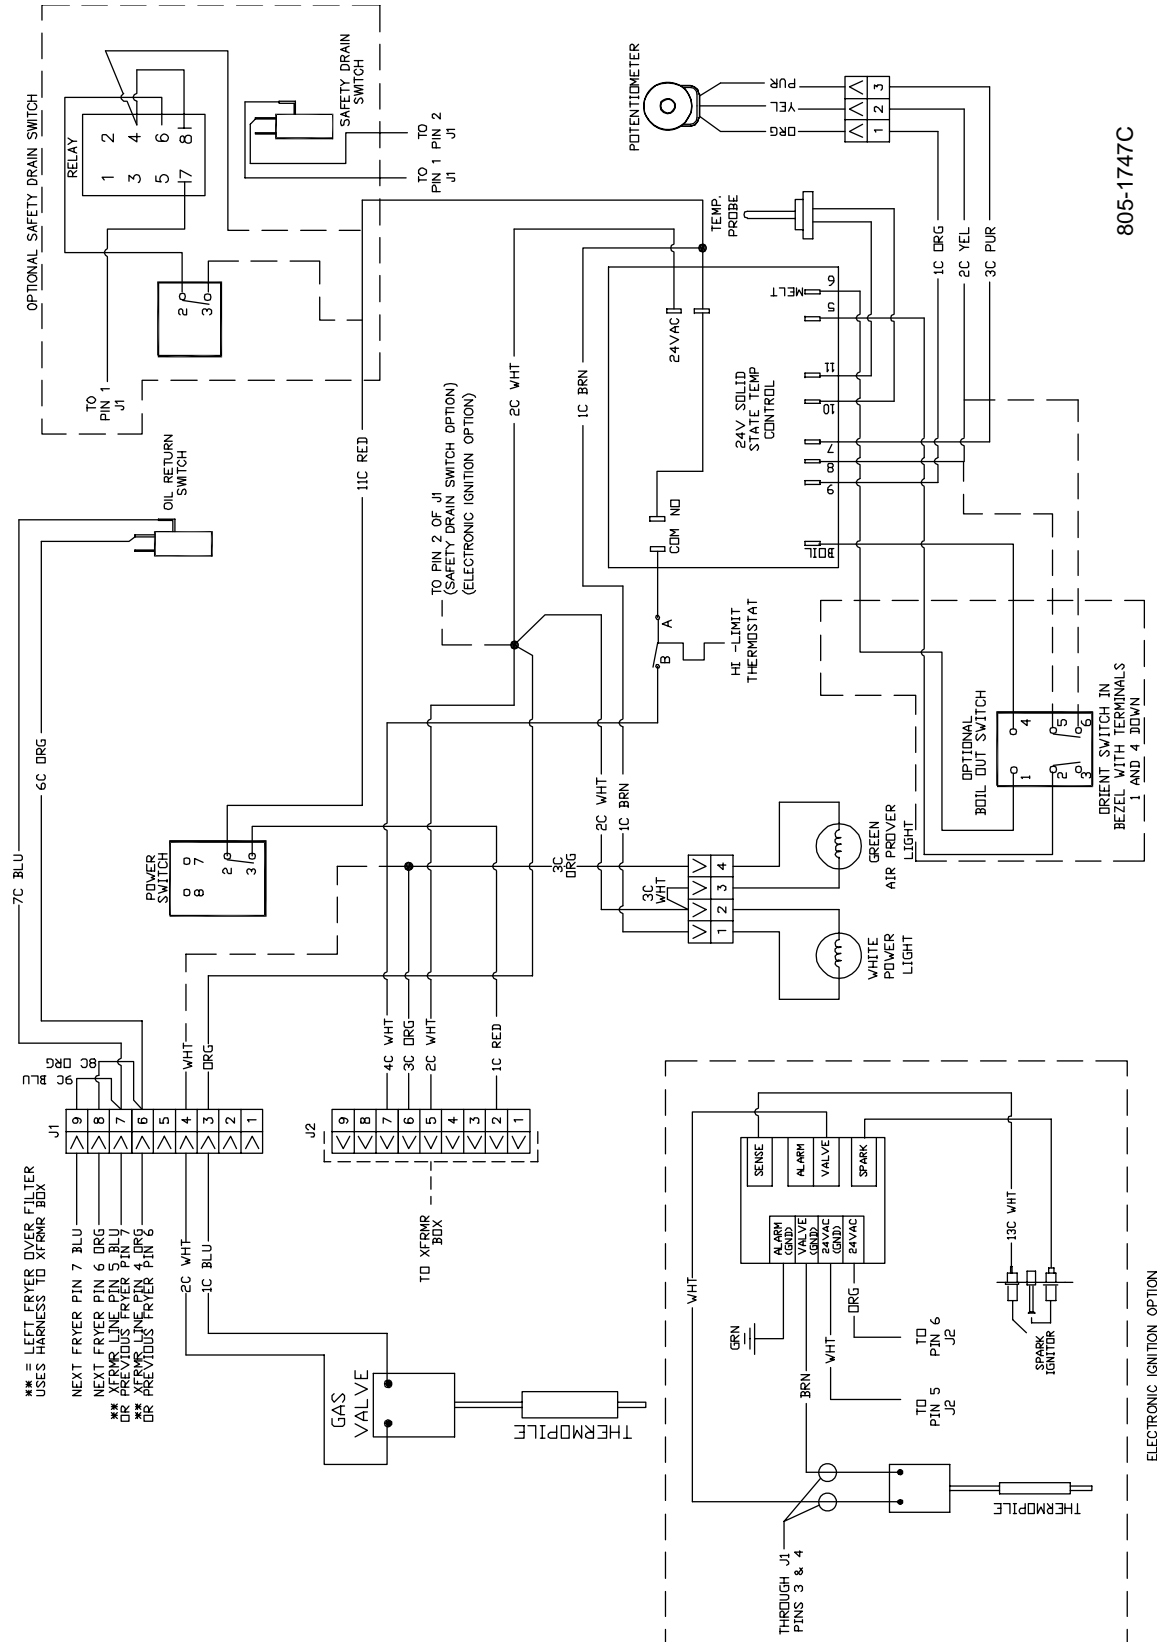 OPTIONAL SAFETY DRAIN SWITCH
RELAY
1 2
3 4
5 6
7 8
SAFETY DRAIN
SWITCH
TO
PIN 1
J1
TO
PIN 2
J1
2
3
TO
PIN 1
J1
POTENTIOMETER
PUR
YEL
ORG
3
2
1
805-1747C
1C ORG
2C YEL
3C PUR
TEMP.
PROBE
OIL RETURN
SWITCH
11C RED
2C WHT
1C BRN
24VAC
MELT
6
5
11
10
7
8
9
BOIL
24V SOLID
STATE TEMP
CONTROL
COM NO
TO PIN 2 OF J1
(SAFETY DRAIN SWITCH OPTION)
(ELECTRONIC IGNITION OPTION)
A
B
HI -LIMIT
THERMOSTAT
7C BLU
6C ORG
POWER
SWITCH
8 7
2
3
2C WHT
1C BRN
3C
ORG
3C
WHT
4
3
2
1
GREEN
AIR PROVER
LIGHT
WHITE
POWER
LIGHT
OPTIONAL
BOIL OUT SWITCH
1 4
2 5
3 6
ORIENT SWITCH IN
BEZEL WITH TERMINALS
1 AND 4 DOWN
9C BLU
8C ORG
WHT
ORG
J1
9
8
7
6
5
4
3
2
1
4C WHT
3C ORG
2C WHT
1C RED
J2
9
8
7
6
5
4
3
2
1
TO XFRMR
BOX
** = LEFT FRYER OVER FILTER
USES HARNESS TO XFRMR BOX
NEXT FRYER PIN 7 BLU
NEXT FRYER PIN 6 ORG
** XFRMR LINE PIN 5 BLU
OR PREVIOUS FRYER PIN 7
** XFRMR LINE PIN 4 ORG
OR PREVIOUS FRYER PIN 6
2C WHT
1C BLU
GAS
VALVE
THERMOPILE
SENSE
ALARM
VALVE
SPARK
ALARM
(GND)
VALVE
(GND)
24VAC
(GND)
24VAC
WHT
GRN
BRN
WHT
ORG
13C WHT
TO
PIN 6
J2
TO
PIN 5
J2
SPARK
IGNITOR
THROUGH J1
PINS 3 & 4
THERMOPILE
ELECTRONIC IGNITION OPTION